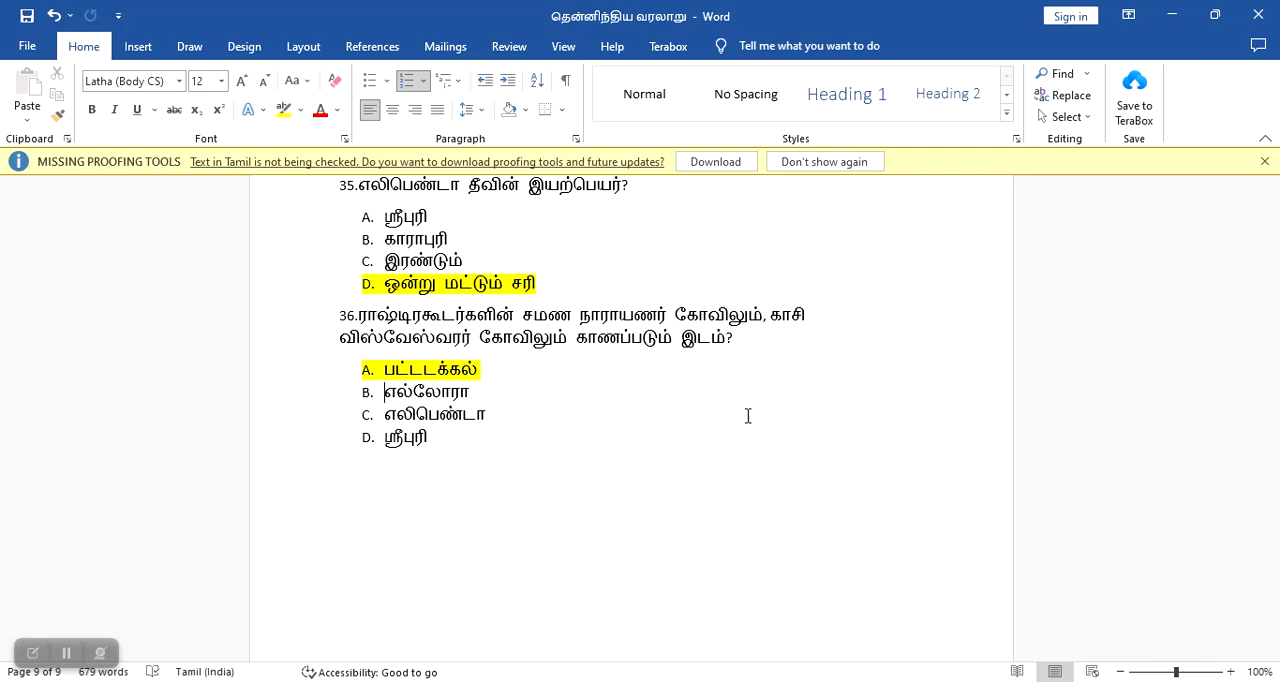 தென்னிந்திய வரலாறு - Word
Sign in
File Home Insert Draw Design Layout References Mailings Review View Help Terabox Tell me what you want to do
Paste
Clipboard
Latha (Body CS) 12
Font
Paragraph
Normal No Spacing Heading 1 Heading 2
Styles
Find
Replace
Select
Editing
Save to TeraBox
Save
MISSING PROOFING TOOLS Text in Tamil is not being checked. Do you want to download proofing tools and future updates? Download Don't show again
35.எலிபெண்டா தீவின் இயற்பெயர்?
A. ஸ்ரீபுரி
B. காராபுரி
C. இரண்டும்
D. ஒன்று மட்டும் சரி
36.ராஷ்டிரகூடர்களின் சமண நாராயணர் கோவிலும், காசி
விஸ்வேஸ்வரர் கோவிலும் காணப்படும் இடம்?
A. பட்டடக்கல்
B. எல்லோரா
C. எலிபெண்டா
D. ஸ்ரீபுரி
Page 9 of 9 679 words Tamil (India) Accessibility: Good to go 100%